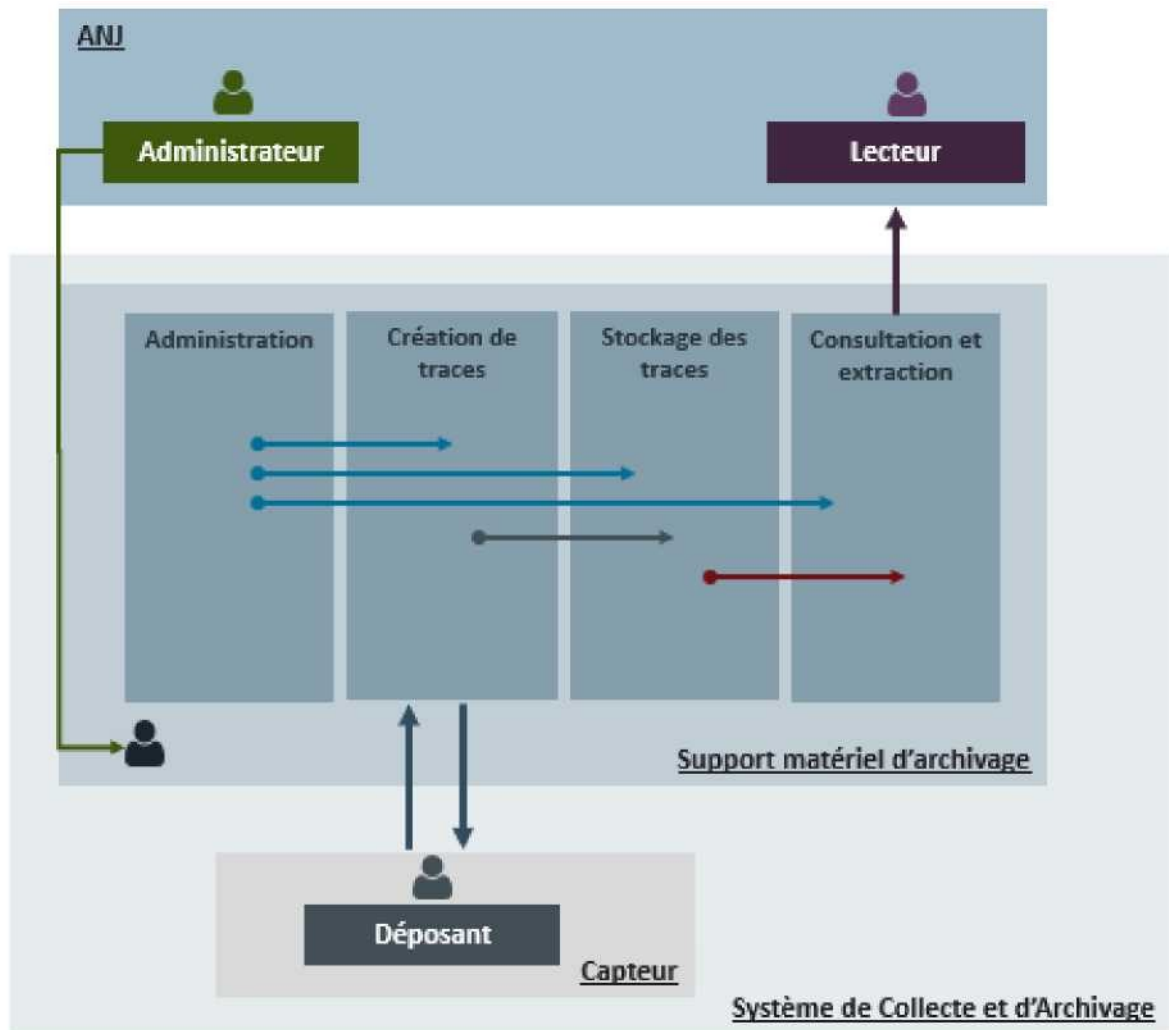 ANJ
Administrateur
Lecteur
Administration
Création de
traces
Stockage des
traces
Consultation et
extraction
Support matériel d'archivage
Déposant
Capteur
Système de Collecte et d'Archivage